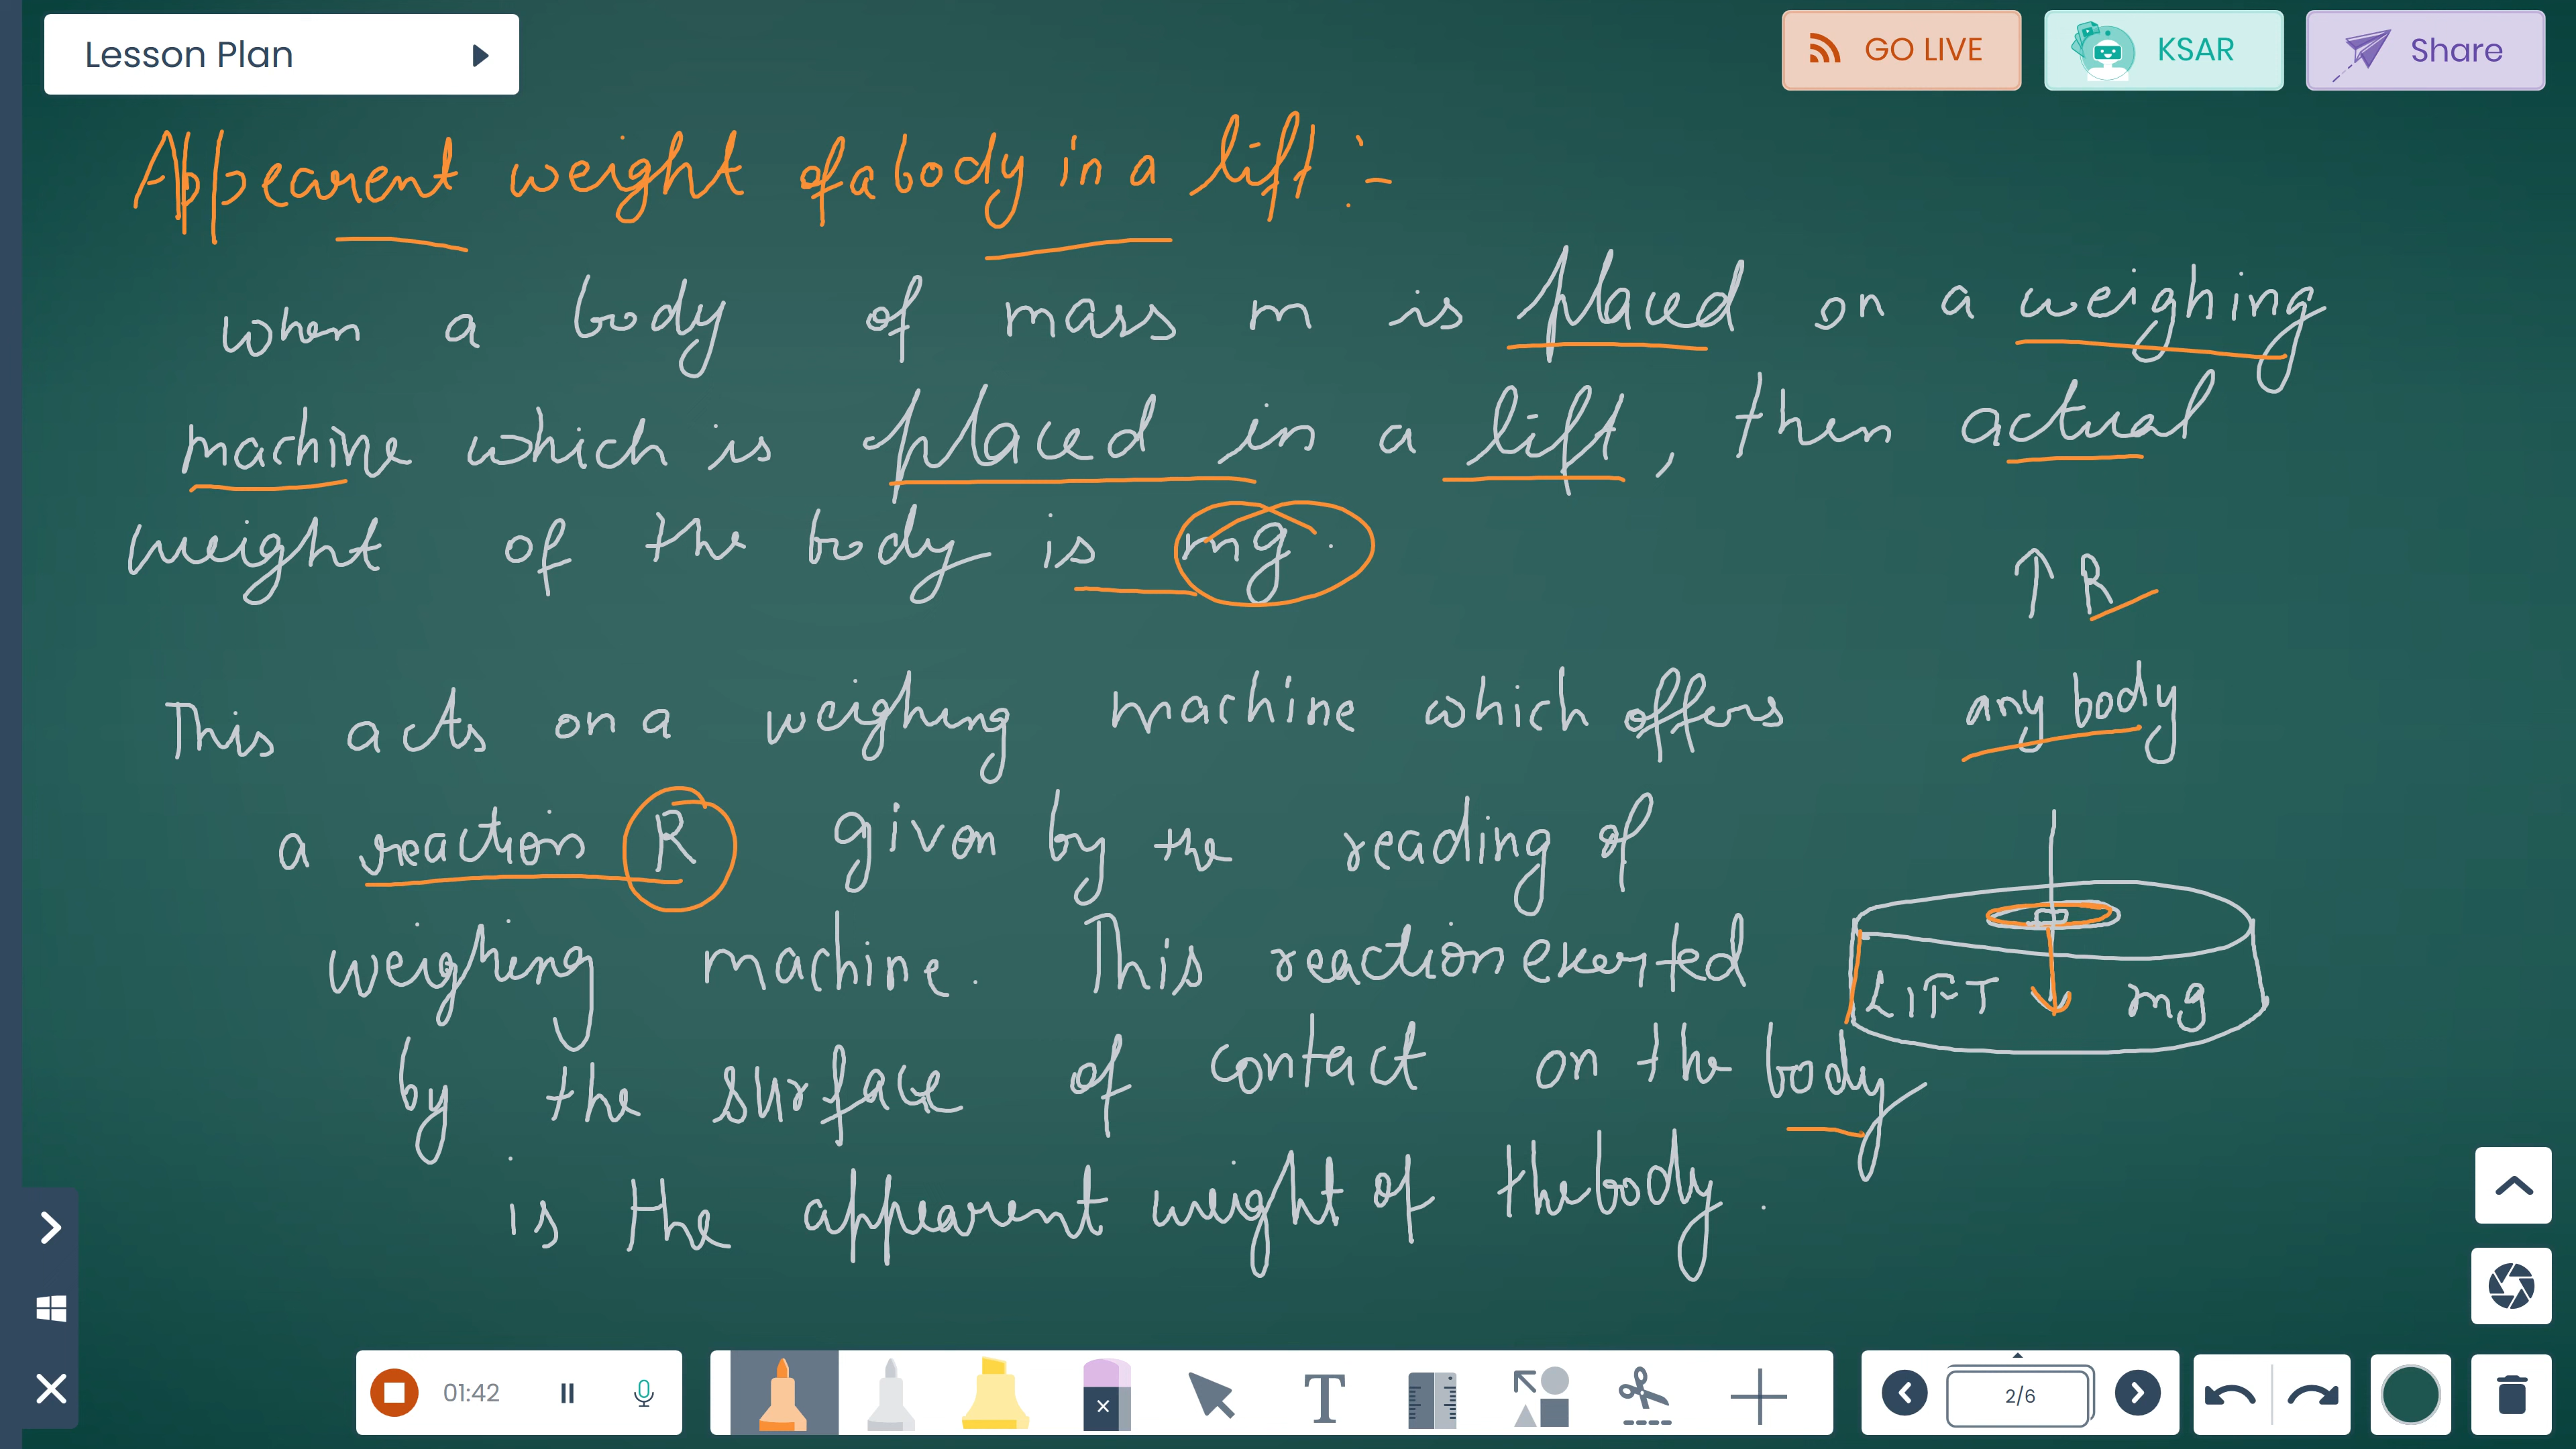 Lesson Plan
GO LIVE
KSAR
Share
Appearent weight of a body in a lift :-
when a body of mass m is placed on a weighing
machine which is placed in a lift, then actual
weight of the body is mg.
↑ R
This acts on a weighing machine which offers
any body
a reaction R given by the reading of
weighing machine. This reaction exerted
LIFT mg
by the surface of contact on the body
is the appearent weight of the body.
01:42
T
2/6